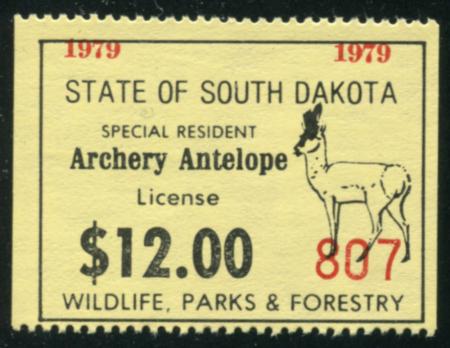 1979 1979
STATE OF SOUTH DAKOTA
SPECIAL RESIDENT
Archery Antelope
License
$12.00
807
WILDLIFE, PARKS & FORESTRY